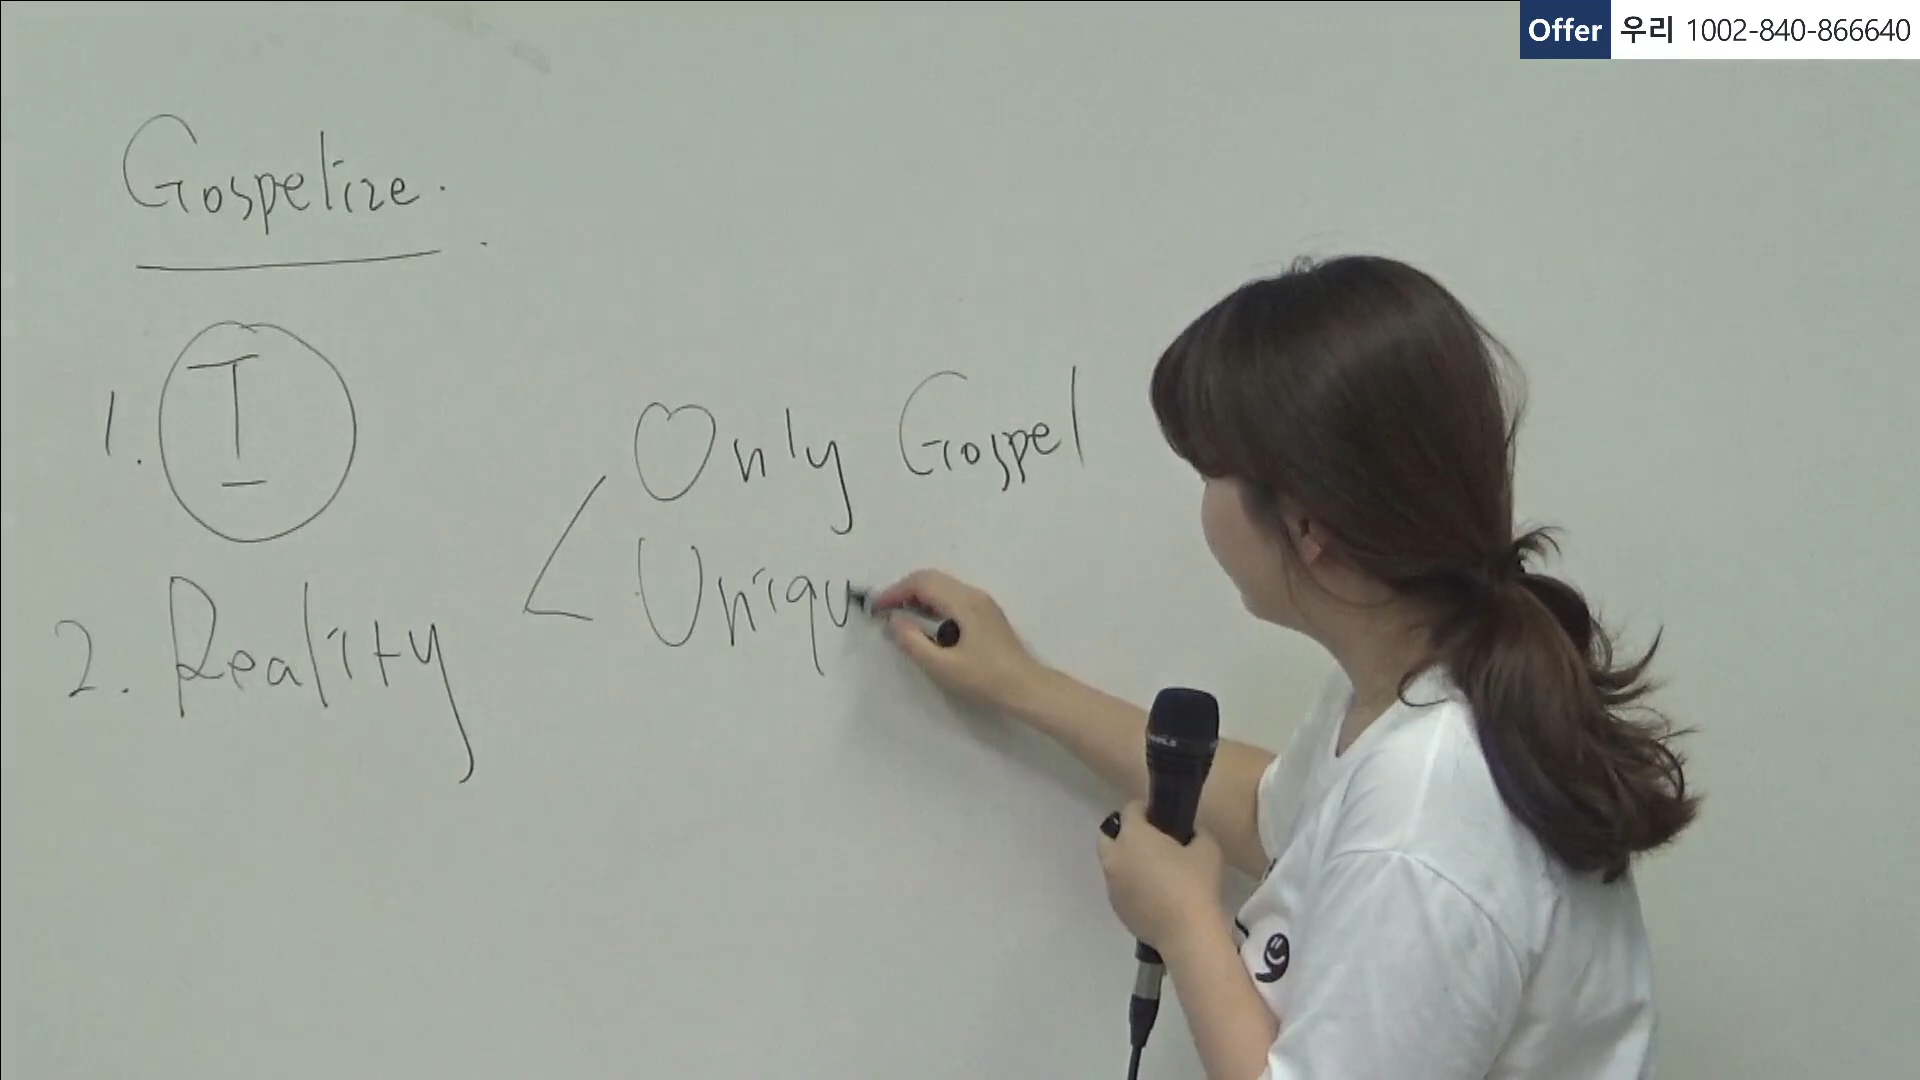 Offer 우리 1002-840-866640
Gospelize.
1. I
Only Gospel
Uniqu
2. Reality